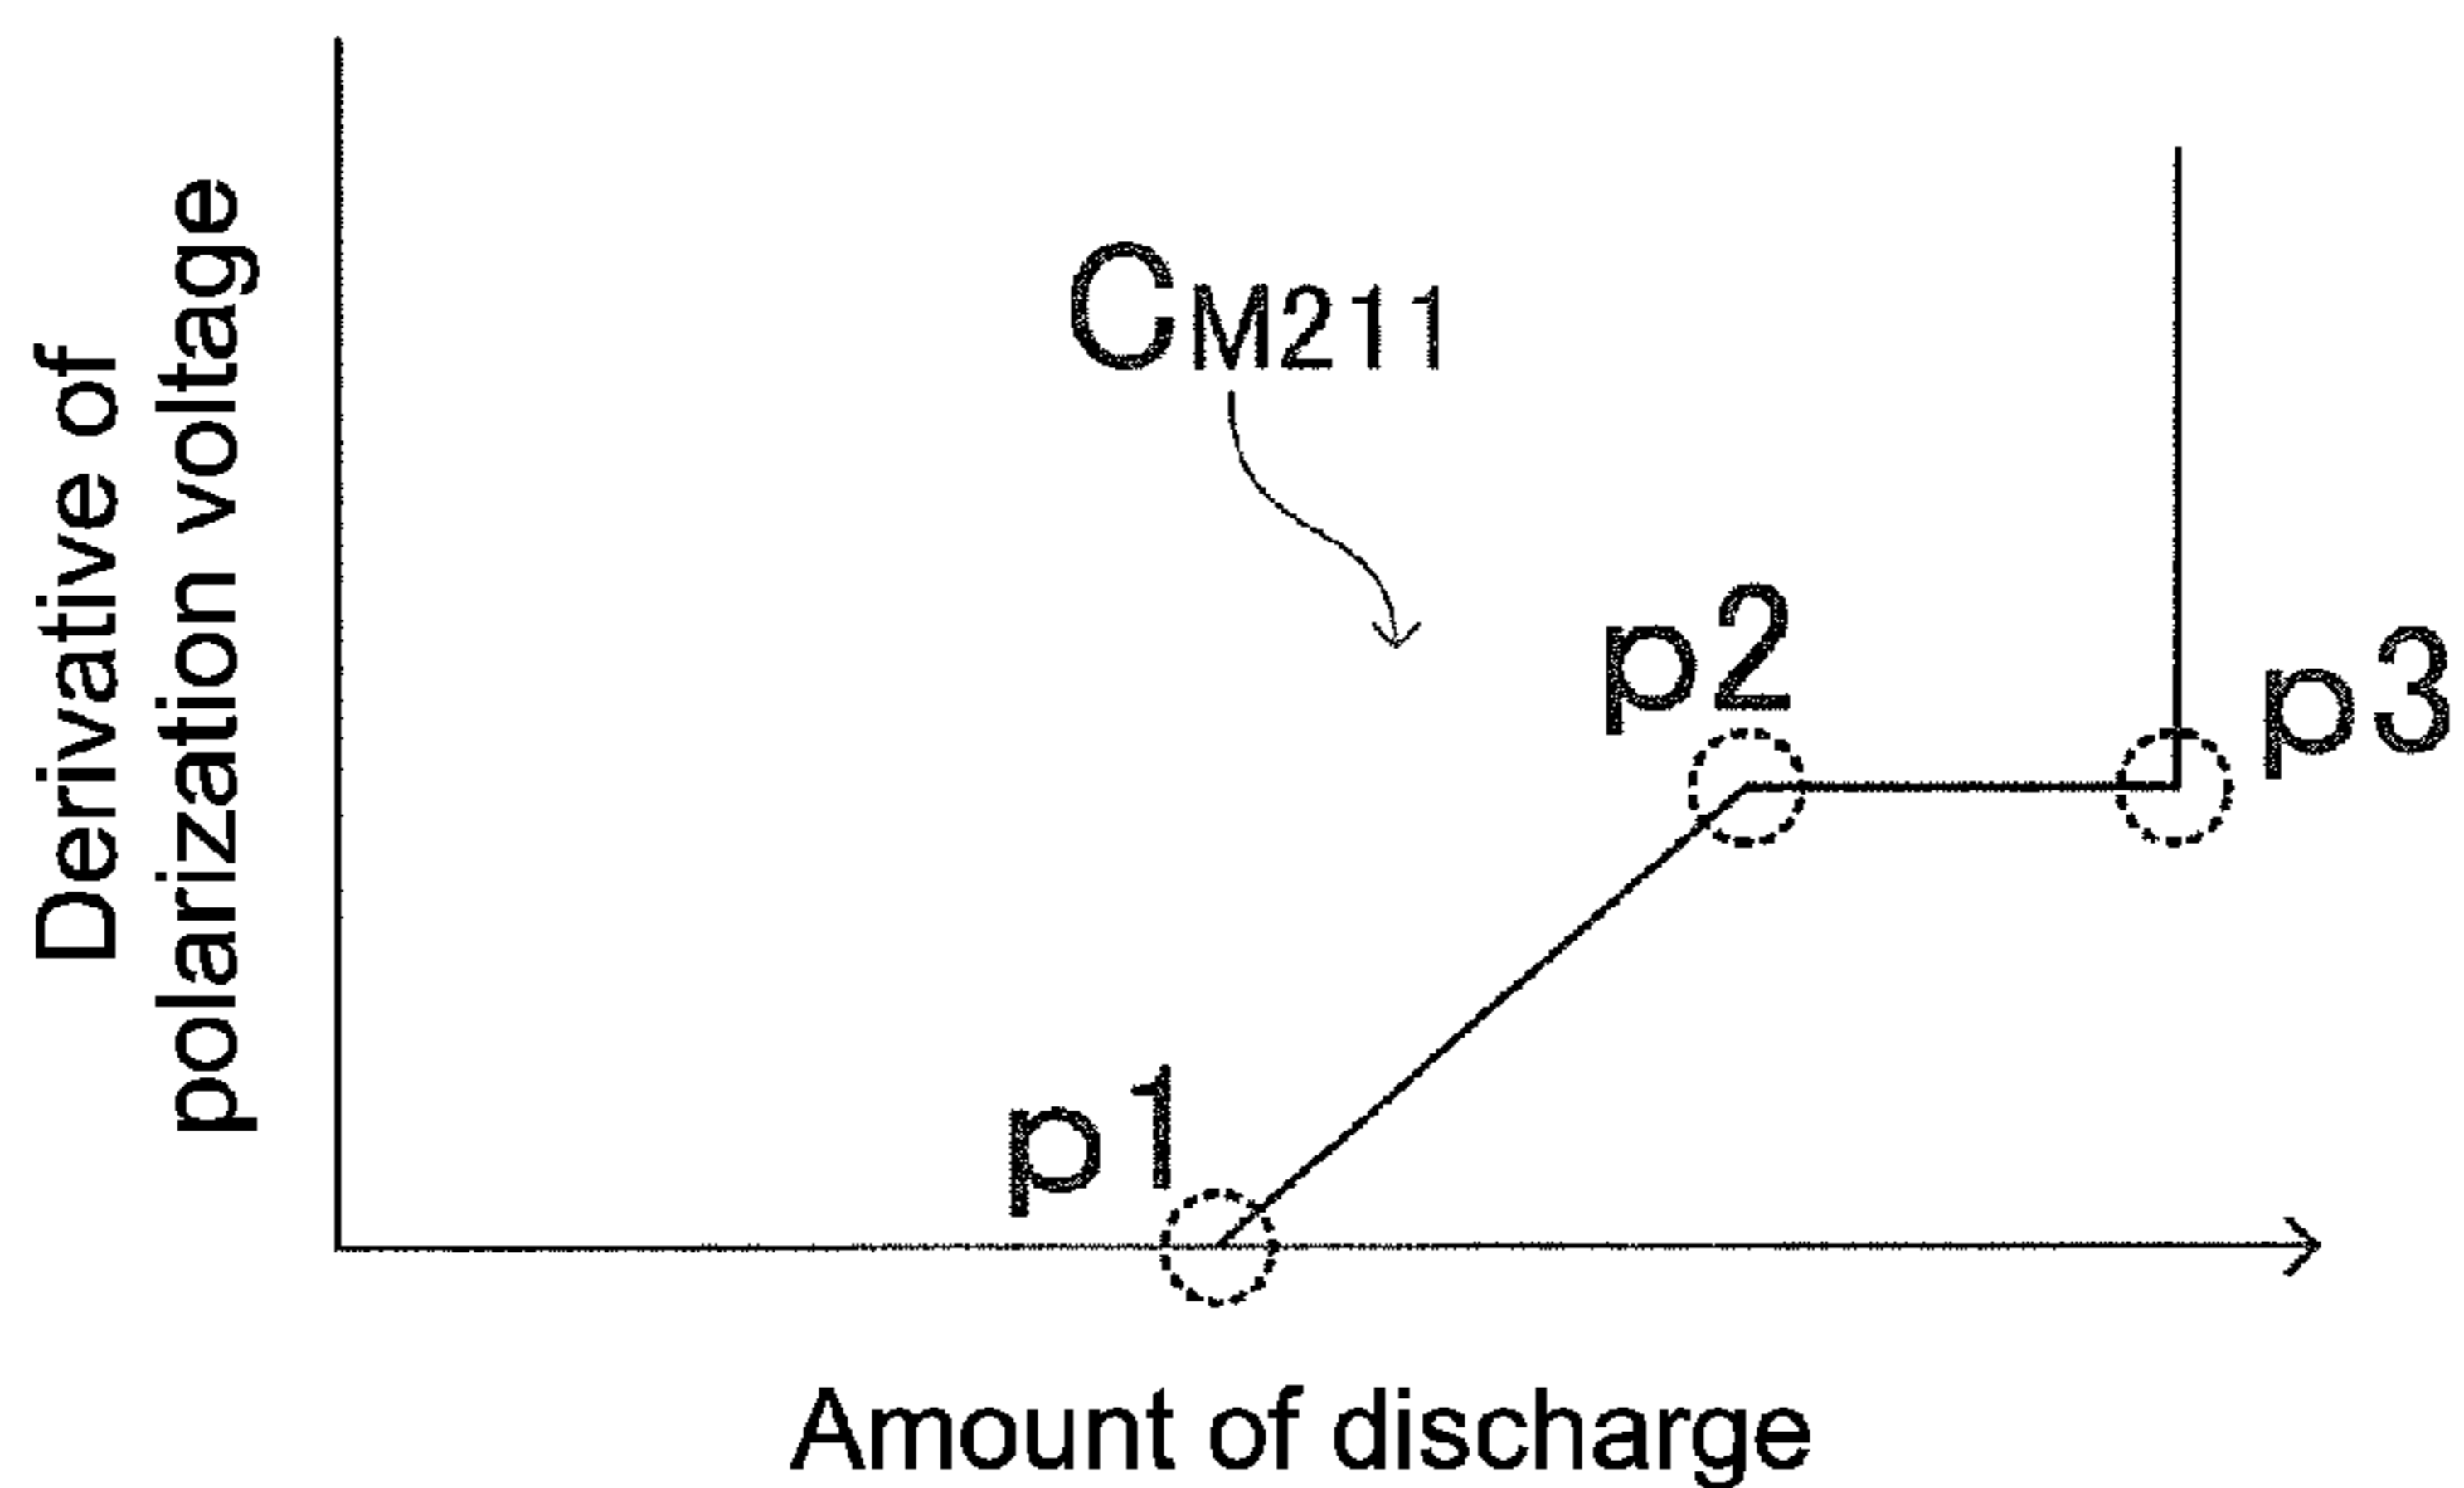 Derivative of
polarization voltage
CM211
p2
p3
p1
Amount of discharge